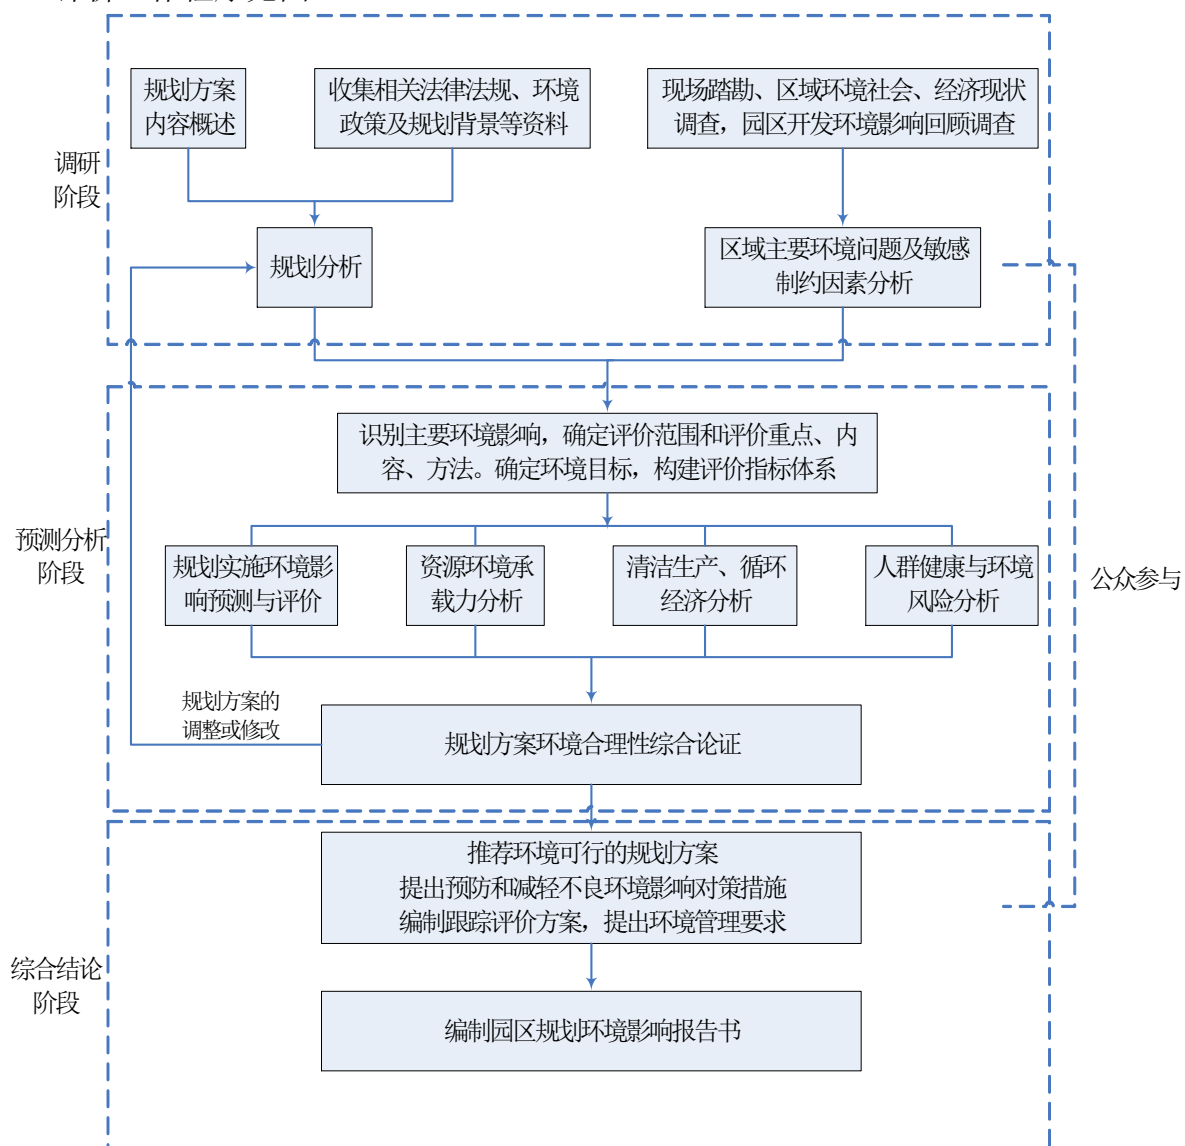 规划方案
内容概述
收集相关法律法规、环境
政策及规划背景等资料
现场踏勘、区域环境社会、经济现状
调查，园区开发环境影响回顾调查
调研
阶段
规划分析
区域主要环境问题及敏感
制约因素分析
识别主要环境影响，确定评价范围和评价重点、内
容、方法。确定环境目标，构建评价指标体系
预测分析
阶段
规划实施环境影
响预测与评价
资源环境承
载力分析
清洁生产、循环
经济分析
人群健康与环境
风险分析
公众参与
规划方案的
调整或修改
规划方案环境合理性综合论证
推荐环境可行的规划方案
提出预防和减轻不良环境影响对策措施
编制跟踪评价方案，提出环境管理要求
综合结论
阶段
编制园区规划环境影响报告书